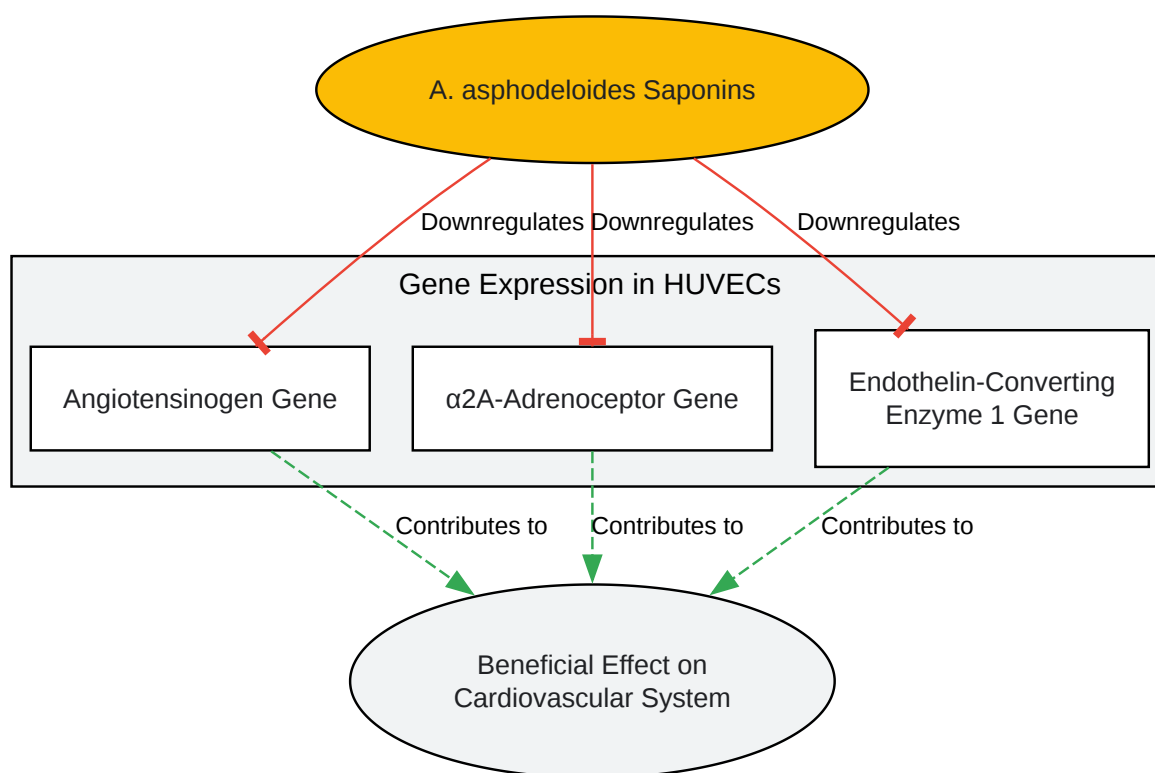 A. asphodeloides Saponins
Downregulates
Downregulates
Downregulates
Gene Expression in HUVECs
Angiotensinogen Gene
α2A-Adrenoceptor Gene
Endothelin-Converting
Enzyme 1 Gene
Contributes to
Contributes to
Contributes to
Beneficial Effect on
Cardiovascular System